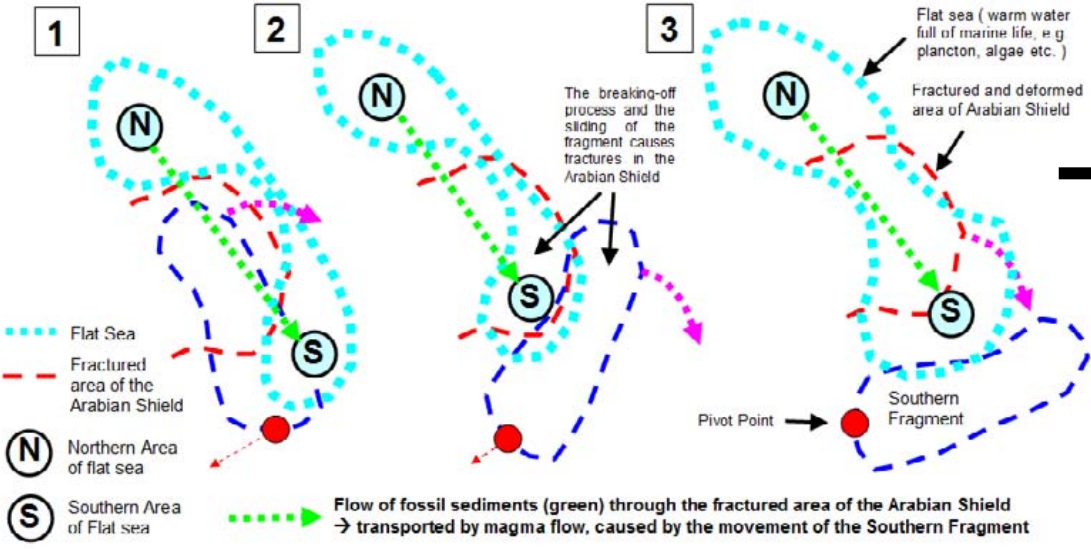 1
2
3
N
S
N
S
N
S
The breaking-off
process and the
sliding of the
fragment causes
fractures in the
Arabian Shield
Flat sea ( warm water
full of marine life, e.g.
plancton, algae etc. )
Fractured and deformed
area of Arabian Shield
Flat Sea
Fractured
area of the
Arabian Shield
N
Northern Area
of flat sea
S
Southern Area
of Flat sea
Pivot Point
Southern
Fragment
Flow of fossil sediments (green) through the fractured area of the Arabian Shield
→ transported by magma flow, caused by the movement of the Southern Fragment